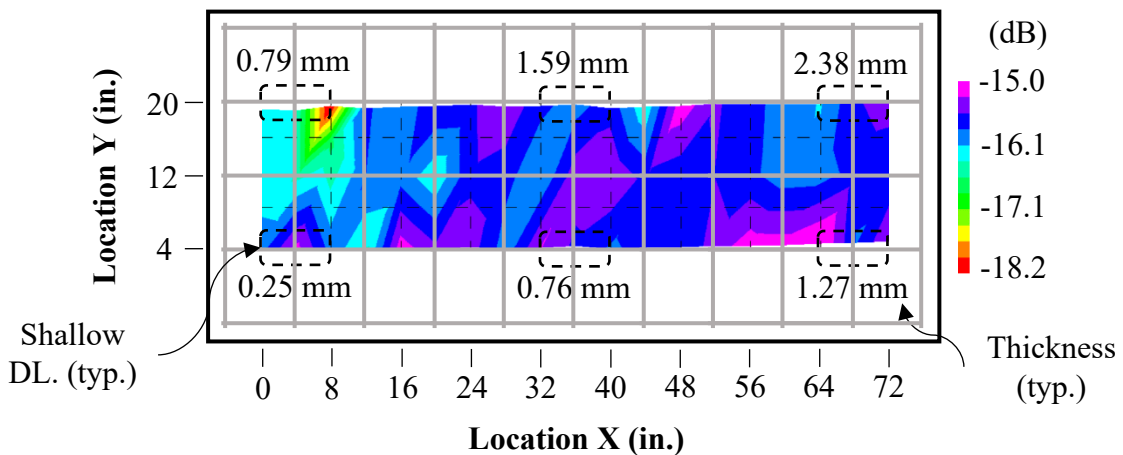 (dB)
0.79 mm
1.59 mm
2.38 mm
-15.0
-16.1
-17.1
-18.2
Location Y (in.)
20
12
4
0.25 mm
0.76 mm
1.27 mm
Shallow
DL. (typ.)
Thickness
(typ.)
0 8 16 24 32 40 48 56 64 72
Location X (in.)